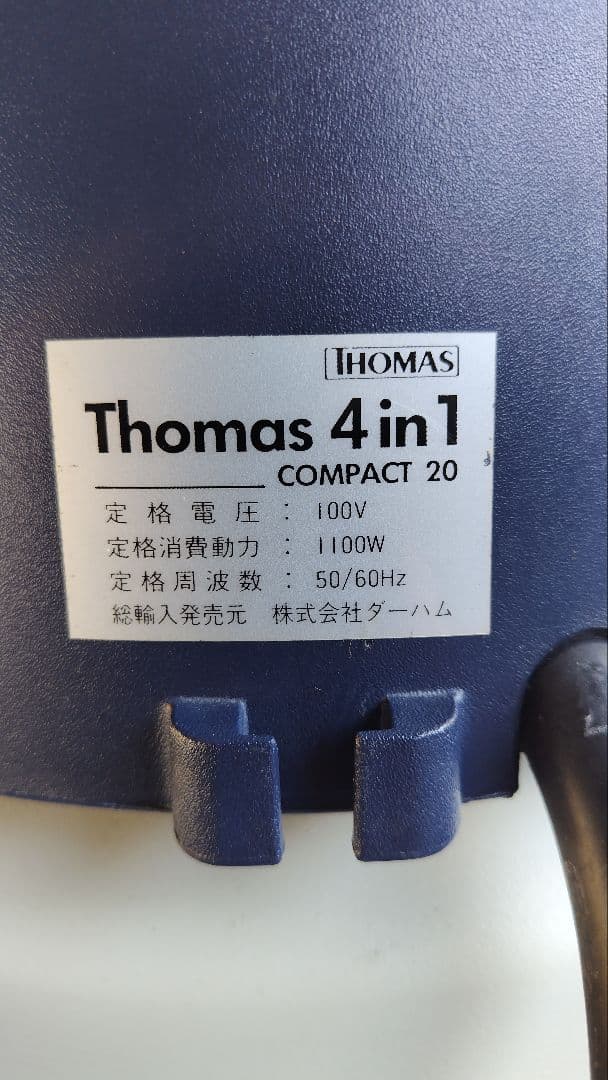 THOMAS
Thomas 4 in 1
COMPACT 20
定格電圧 : 100V
定格消費動力 : 1100W
定格周波数 : 50/60Hz
総輸入発売元 株式会社ダーハム